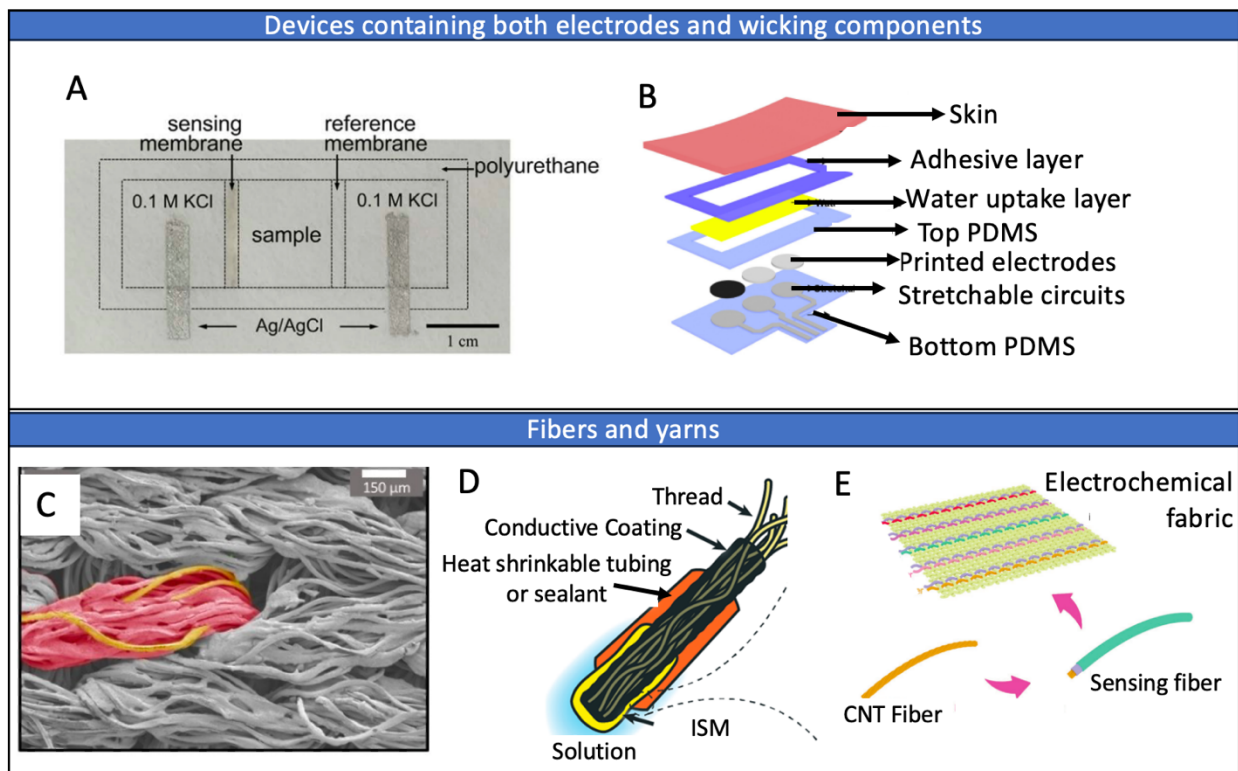 Devices containing both electrodes and wicking components
A
sensing
membrane
reference
membrane
polyurethane
0.1 M KCl
0.1 M KCl
sample
Ag/AgCl
1 cm
B
Skin
Adhesive layer
Water uptake layer
Top PDMS
Printed electrodes
Stretchable circuits
Bottom PDMS
Fibers and yarns
C
150 µm
D
Thread
Conductive Coating
Heat shrinkable tubing
or sealant
ISM
Solution
E
Electrochemical
fabric
CNT Fiber
Sensing fiber